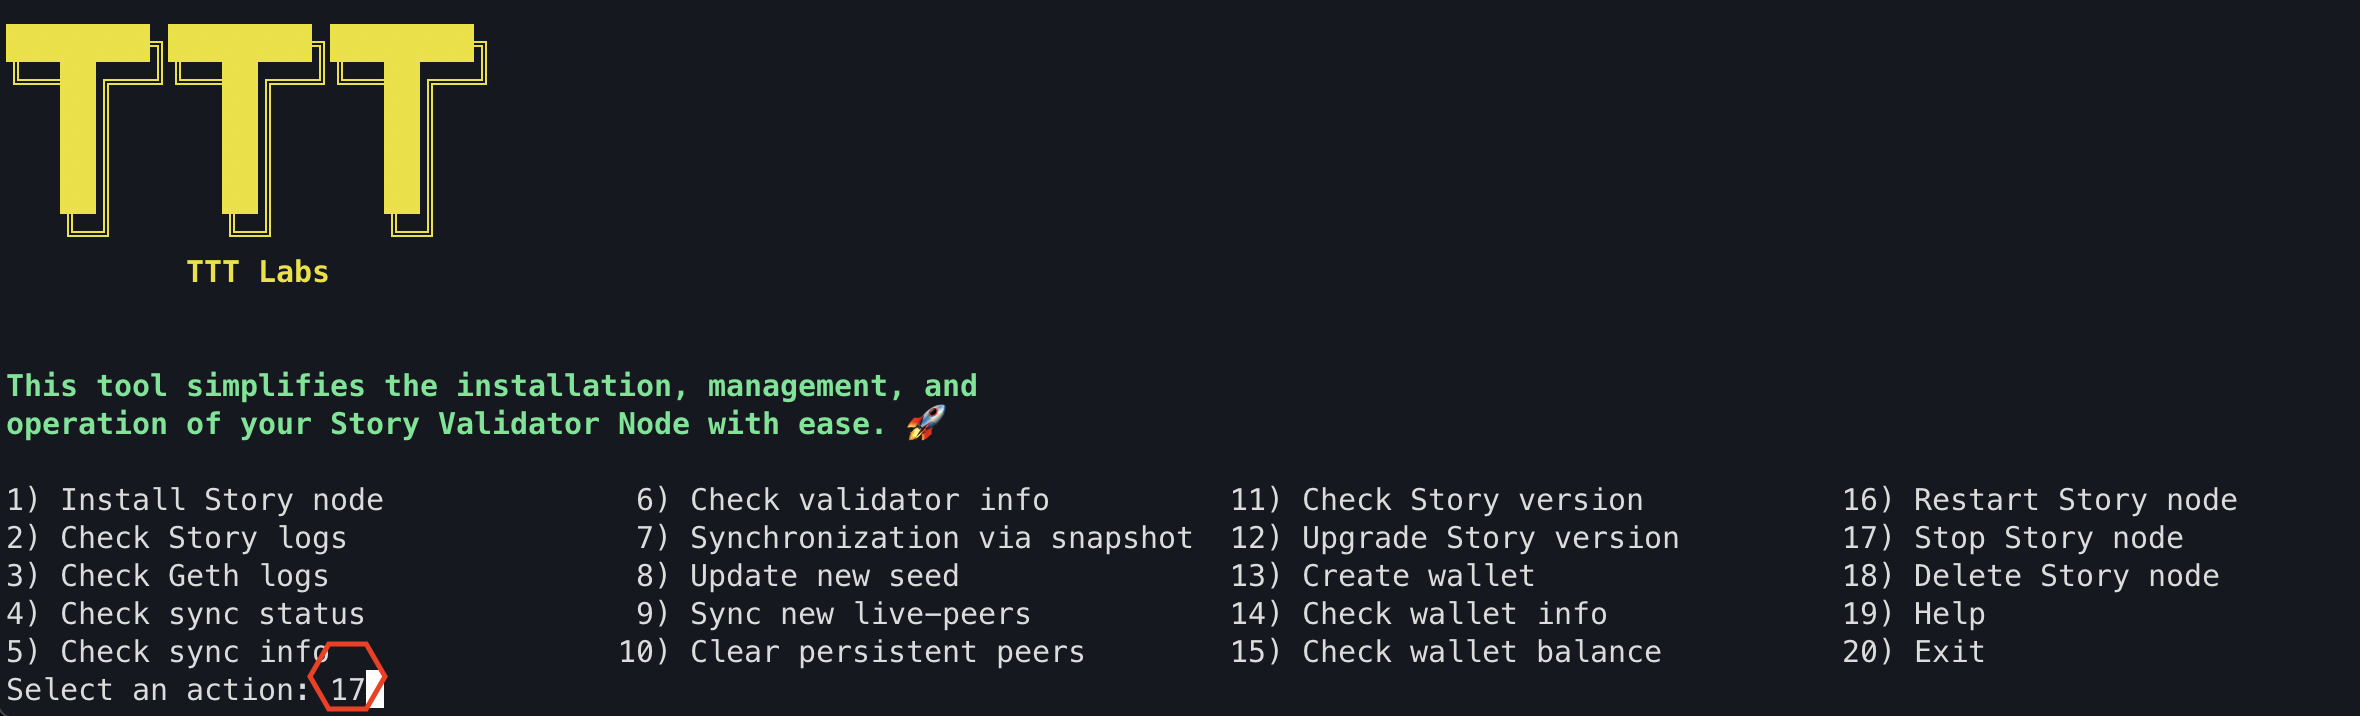 TTT
TTT Labs
This tool simplifies the installation, management, and
operation of your Story Validator Node with ease. 🚀
1) Install Story node 6) Check validator info 11) Check Story version 16) Restart Story node
2) Check Story logs 7) Synchronization via snapshot 12) Upgrade Story version 17) Stop Story node
3) Check Geth logs 8) Update new seed 13) Create wallet 18) Delete Story node
4) Check sync status 9) Sync new live-peers 14) Check wallet info 19) Help
5) Check sync info 10) Clear persistent peers 15) Check wallet balance 20) Exit
Select an action: 17